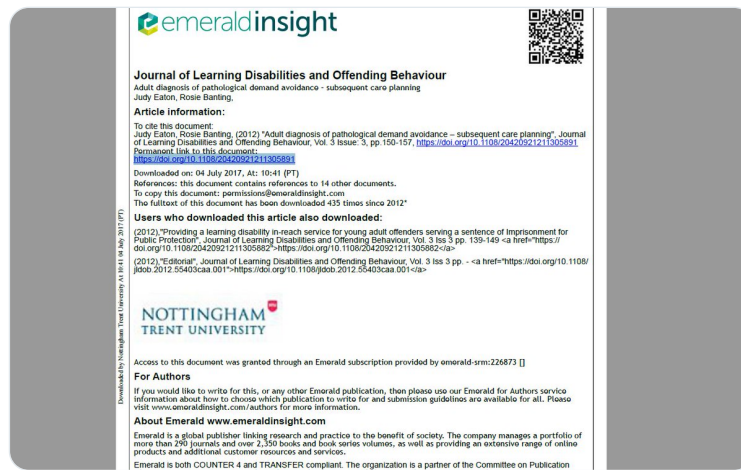 emeraldinsight
Journal of Learning Disabilities and Offending Behaviour
Adult diagnosis of pathological demand avoidance - subsequent care planning
Judy Eaton, Rosie Banting,
Article information:
To cite this document:
Judy Eaton, Rosie Banting, (2012) "Adult diagnosis of pathological demand avoidance – subsequent care planning", Journal
of Learning Disabilities and Offending Behaviour, Vol. 3 Issue: 3, pp.150-157, https://doi.org/10.1108/20420921211305891
Permanent link to this document:
https://doi.org/10.1108/20420921211305891
Downloaded on: 04 July 2017, At: 10:41 (PT)
References: this document contains references to 14 other documents.
To copy this document: permissions@emeraldinsight.com
The fulltext of this document has been downloaded 435 times since 2012*
Users who downloaded this article also downloaded:
(2012),"Providing a learning disability in-reach service for young adult offenders serving a sentence of Imprisonment for
Public Protection", Journal of Learning Disabilities and Offending Behaviour, Vol. 3 Iss 3 pp. 139-149 <a href="https://
doi.org/10.1108/20420921211305882">https://doi.org/10.1108/20420921211305882</a>
(2012),"Editorial", Journal of Learning Disabilities and Offending Behaviour, Vol. 3 Iss 3 pp. - <a href="https://doi.org/10.1108/
jldob.2012.55403caa.001">https://doi.org/10.1108/jldob.2012.55403caa.001</a>
Downloaded by Nottingham Trent University At 10:41 04 July 2017 (PT)
NOTTINGHAM
TRENT UNIVERSITY
Access to this document was granted through an Emerald subscription provided by emerald-srm:226873 []
For Authors
If you would like to write for this, or any other Emerald publication, then please use our Emerald for Authors service
information about how to choose which publication to write for and submission guidelines are available for all. Please
visit www.emeraldinsight.com/authors for more information.
About Emerald www.emeraldinsight.com
Emerald is a global publisher linking research and practice to the benefit of society. The company manages a portfolio of
more than 290 journals and over 2,350 books and book series volumes, as well as providing an extensive range of online
products and additional customer resources and services.
Emerald is both COUNTER 4 and TRANSFER compliant. The organization is a partner of the Committee on Publication